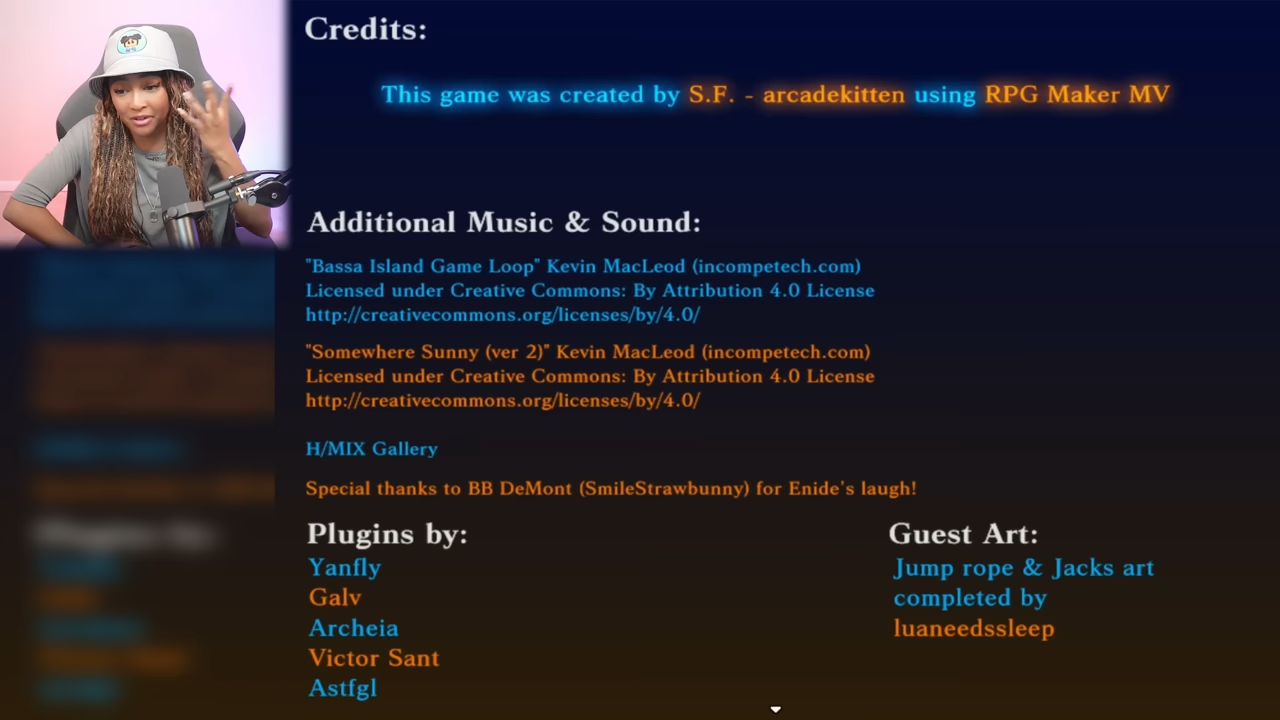 Credits:
This game was created by S.F. - arcadekitten using RPG Maker MV
Additional Music & Sound:
"Bassa Island Game Loop" Kevin MacLeod (incompetech.com)
Licensed under Creative Commons: By Attribution 4.0 License
http://creativecommons.org/licenses/by/4.0/
"Somewhere Sunny (ver 2)" Kevin MacLeod (incompetech.com)
Licensed under Creative Commons: By Attribution 4.0 License
http://creativecommons.org/licenses/by/4.0/
H/MIX Gallery
Special thanks to BB DeMont (SmileStrawbunny) for Enide's laugh!
Plugins by:
Yanfly
Galv
Archeia
Victor Sant
Astfgl
Guest Art:
Jump rope & Jacks art
completed by
luaneedssleep